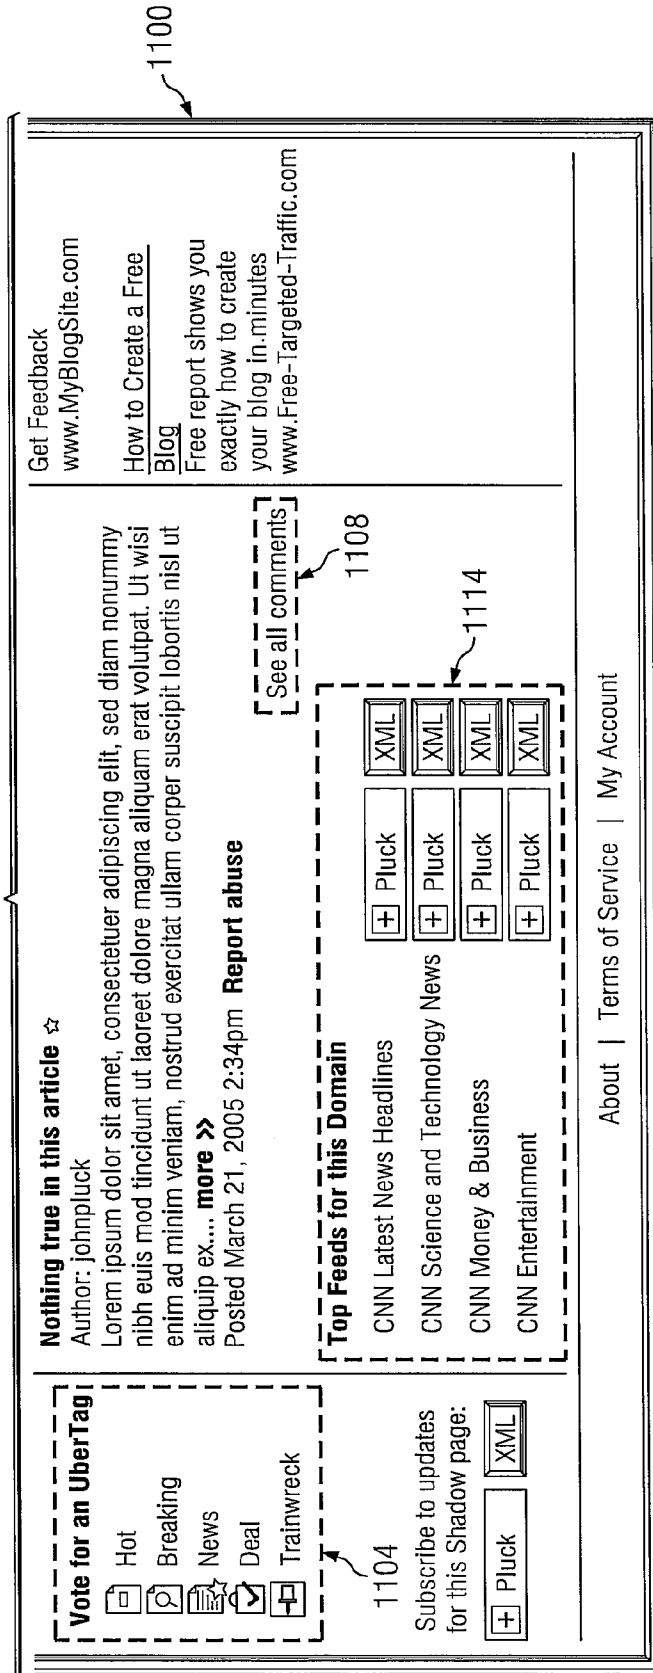 1100
Vote for an UberTag
Hot
Breaking
News
Deal
Trainwreck
1104
Subscribe to updates
for this Shadow page:
+ Pluck XML
Nothing true in this article ☆
Author: johnpluck
Lorem ipsum dolor sit amet, consectetuer adipiscing elit, sed diam nonummy
nibh euis mod tincidunt ut laoreet dolore magna aliquam erat volutpat. Ut wisi
enim ad minim veniam, nostrud exercitat ullam corper suscipit lobortis nisl ut
aliquip ex.... more >>
Posted March 21, 2005 2:34pm Report abuse
See all comments
1108
Top Feeds for this Domain
CNN Latest News Headlines + Pluck XML
CNN Science and Technology News + Pluck XML
CNN Money & Business + Pluck XML
CNN Entertainment + Pluck XML
1114
Get Feedback
www.MyBlogSite.com
How to Create a Free
Blog
Free report shows you
exactly how to create
your blog in.minutes
www.Free-Targeted-Traffic.com
About | Terms of Service | My Account